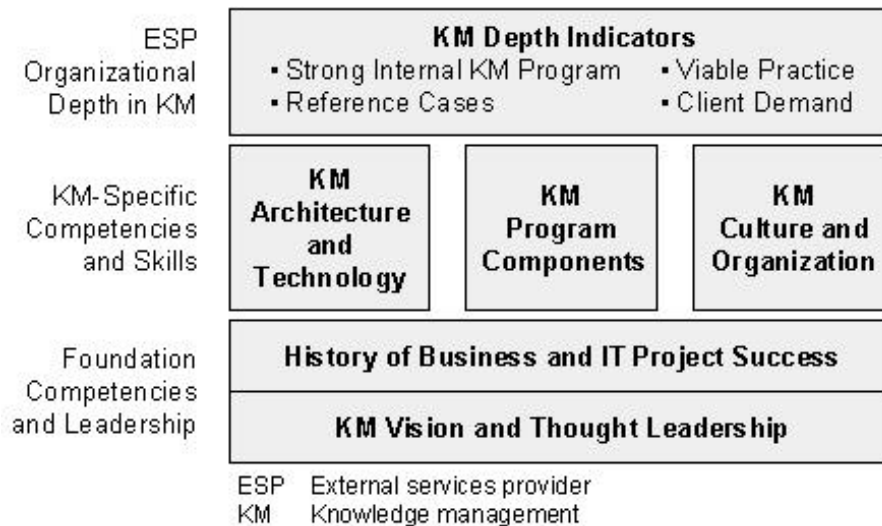 ESP
Organizational
Depth in KM
KM Depth Indicators
▪ Strong Internal KM Program ▪ Viable Practice
▪ Reference Cases ▪ Client Demand
KM-Specific
Competencies
and Skills
KM
Architecture
and
Technology
KM
Program
Components
KM
Culture and
Organization
Foundation
Competencies
and Leadership
History of Business and IT Project Success
KM Vision and Thought Leadership
ESP External services provider
KM Knowledge management